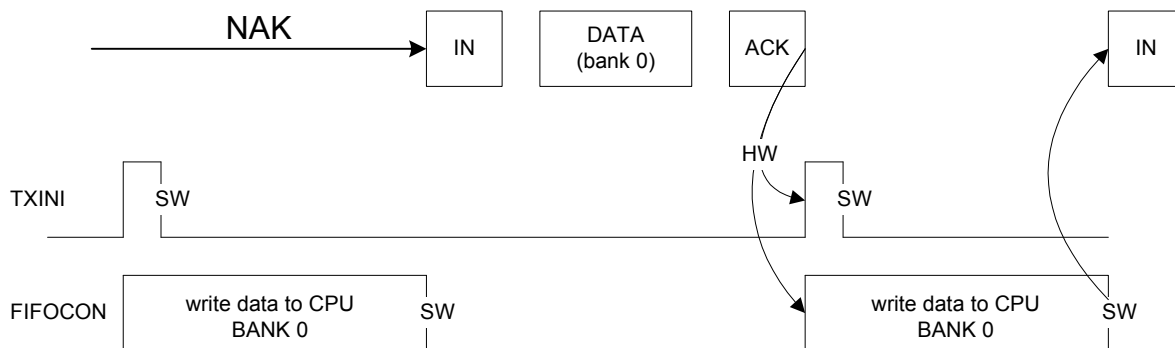 NAK
IN
DATA
(bank 0)
ACK
IN
HW
TXINI
SW
SW
FIFOCON
write data to CPU
BANK 0
SW
write data to CPU
BANK 0
SW